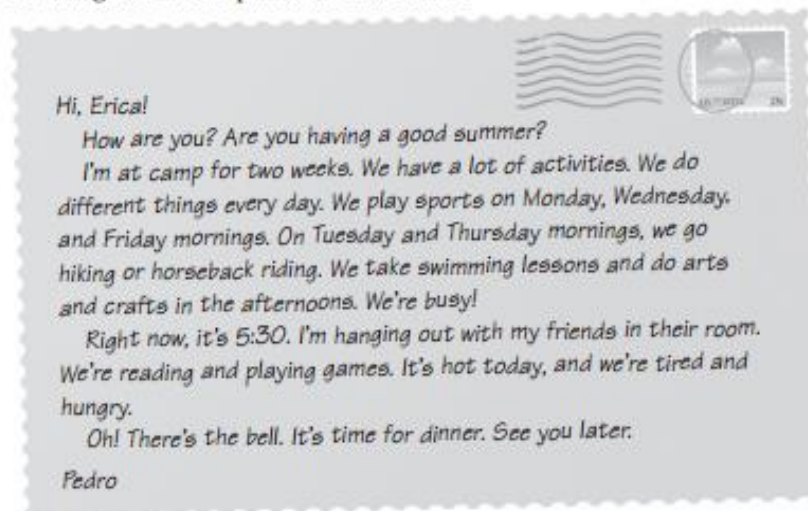 Hi, Erica!
How are you? Are you having a good summer?
I'm at camp for two weeks. We have a lot of activities. We do
different things every day. We play sports on Monday, Wednesday,
and Friday mornings. On Tuesday and Thursday mornings, we go
hiking or horseback riding. We take swimming lessons and do arts
and crafts in the afternoons. We're busy!
Right now, it's 5:30. I'm hanging out with my friends in their room.
We're reading and playing games. It's hot today, and we're tired and
hungry.
Oh! There's the bell. It's time for dinner. See you later.
Pedro